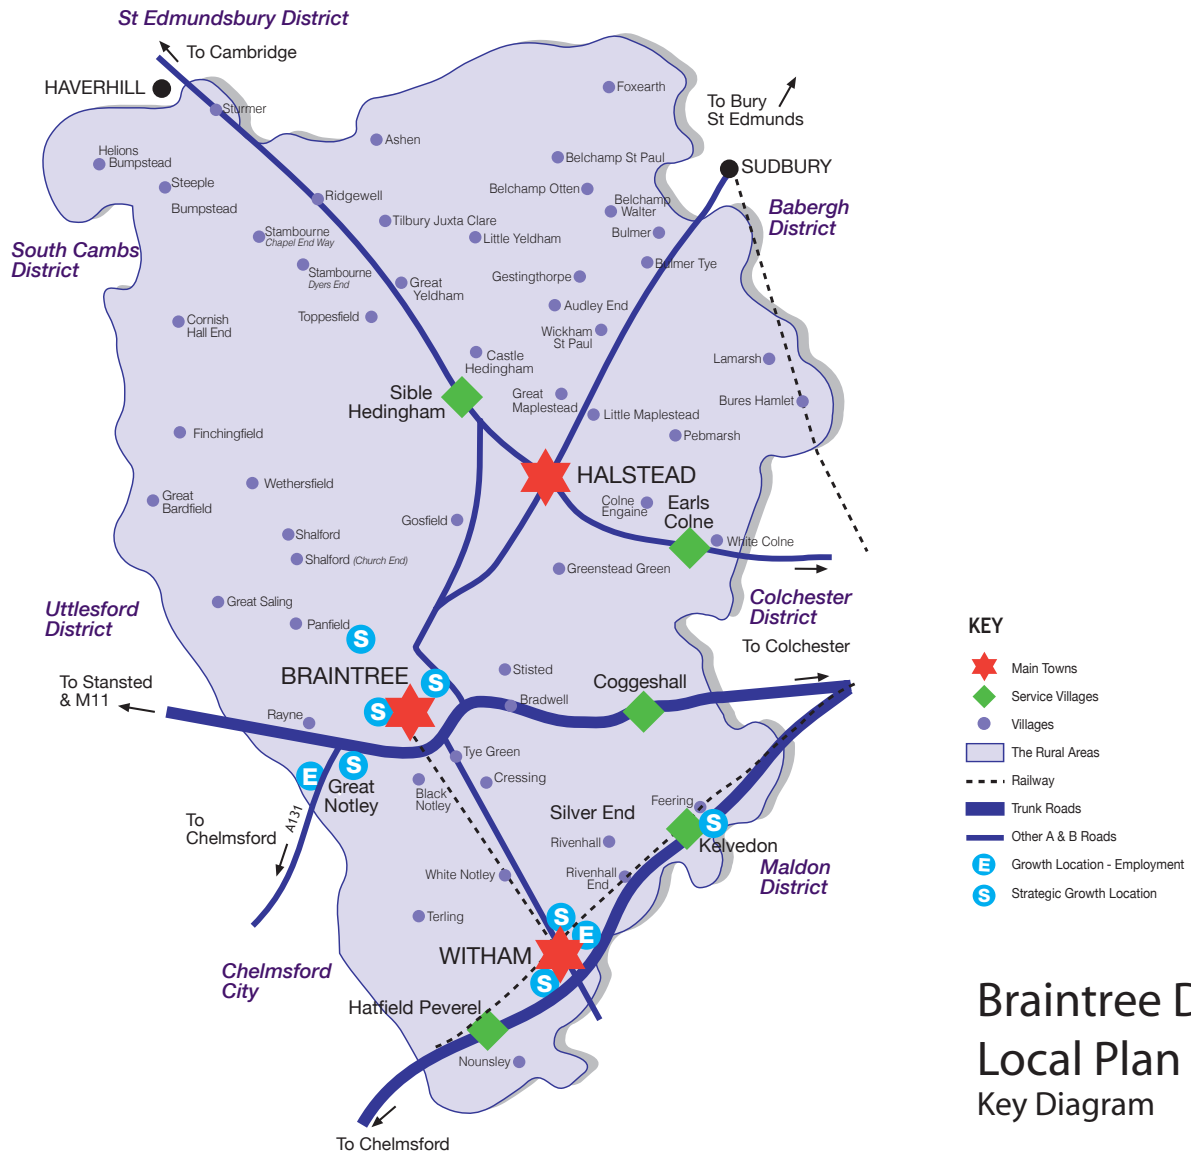 St Edmundsbury District
To Cambridge
HAVERHILL
Sturmer
Foxearth
To Bury
St Edmunds
Ashen
Helions
Bumpstead
Steeple
Bumpstead
Belchamp St Paul
SUDBURY
Belchamp Otten
Ridgewell
Belchamp
Walter
Babergh
District
Tilbury Juxta Clare
Stambourne
Chapel End Way
Little Yeldham
Bulmer
South Cambs
District
Stambourne
Dyers End
Great
Yeldham
Gestingthorpe
Bulmer Tye
Audley End
Cornish
Hall End
Toppesfield
Wickham
St Paul
Castle
Hedingham
Lamarsh
Sible
Hedingham
Great
Maplestead
Little Maplestead
Bures Hamlet
Finchingfield
Pebmarsh
HALSTEAD
Wethersfield
Great
Bardfield
Colne
Engaine
Earls
Colne
Gosfield
Shalford
White Colne
Shalford (Church End)
Greenstead Green
Great Saling
Uttlesford
District
Colchester
District
Panfield
S
To Colchester
BRAINTREE
S
Stisted
Coggeshall
To Stansted
& M11
S
Bradwell
Rayne
Tye Green
E
S
Great
Notley
Cressing
Black
Notley
A131
To
Chelmsford
Silver End
Feering
S
Kelvedon
Rivenhall
Maldon
District
White Notley
Rivenhall
End
Terling
S
E
WITHAM
S
Chelmsford
City
Hatfield Peverel
Nounsley
To Chelmsford
KEY
Main Towns
Service Villages
Villages
The Rural Areas
Railway
Trunk Roads
Other A & B Roads
E Growth Location - Employment
S Strategic Growth Location
Braintree D
Local Plan
Key Diagram